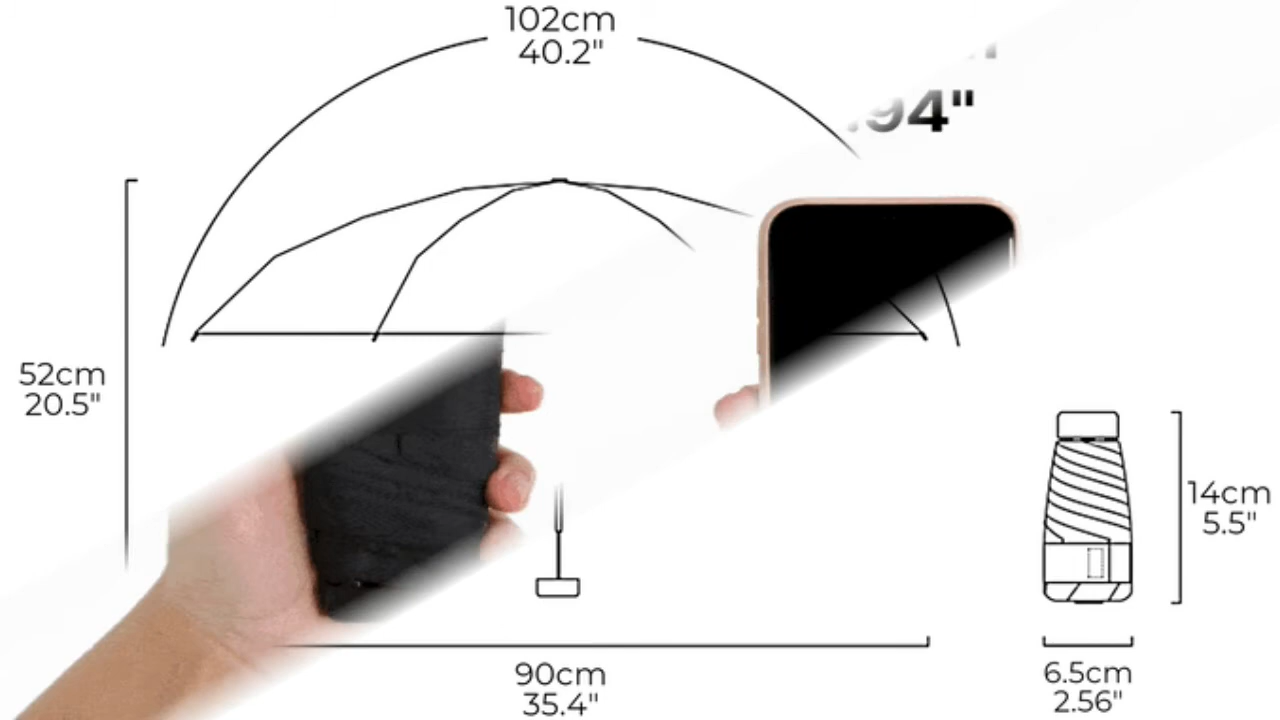 102cm
40.2"
.94"
52cm
20.5"
14cm
5.5"
90cm
35.4"
6.5cm
2.56"